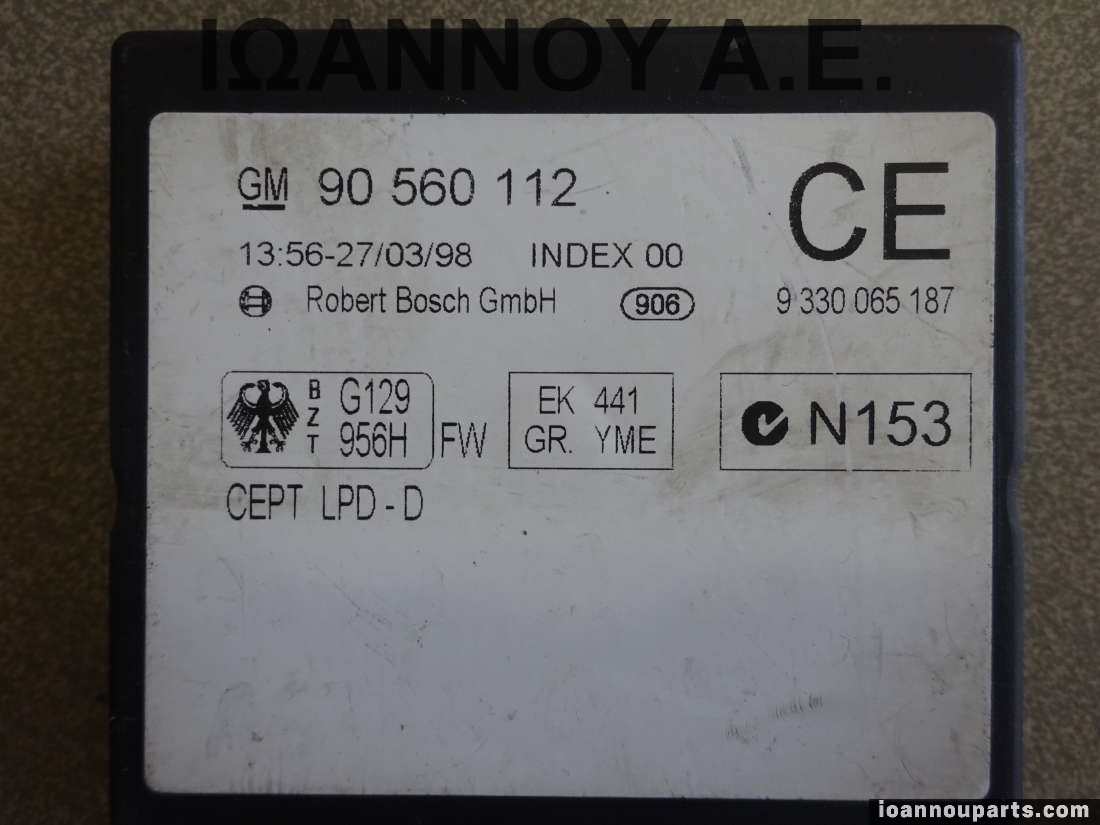 ΙΩΑΝΝΟΥ Α.Ε.
GM 90 560 112
CE
13:56-27/03/98 INDEX 00
Robert Bosch GmbH 906 9 330 065 187
BZT G129 956H FW
EK 441
GR. YME
N153
CEPT LPD - D
ioannouparts.com